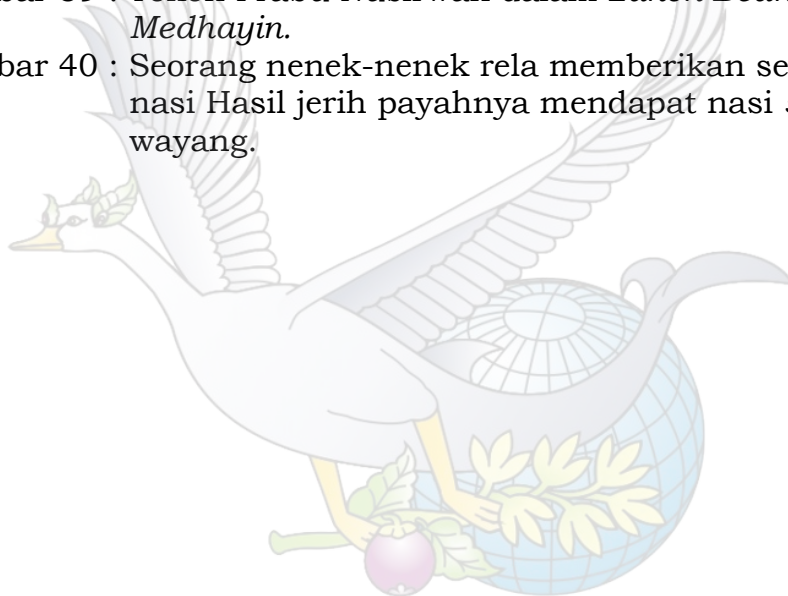 Medhayin.
bar 40 : Seorang nenek-nenek rela memberikan se
nasi Hasil jerih payahnya mendapat nasi
wayang.